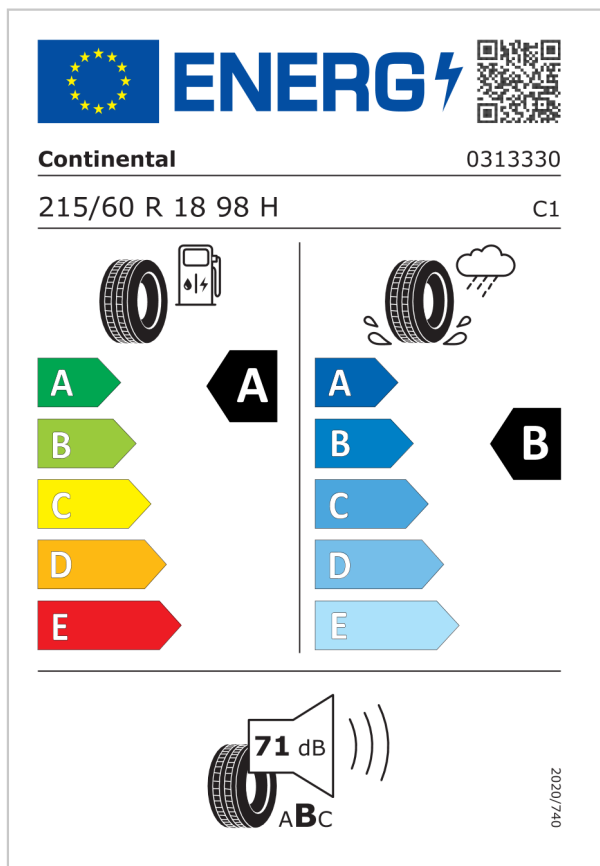 ENERG
Continental 0313330
215/60 R 18 98 H C1
A A A
B B B
C C
D D
E E
71 dB
ABC
2020/740